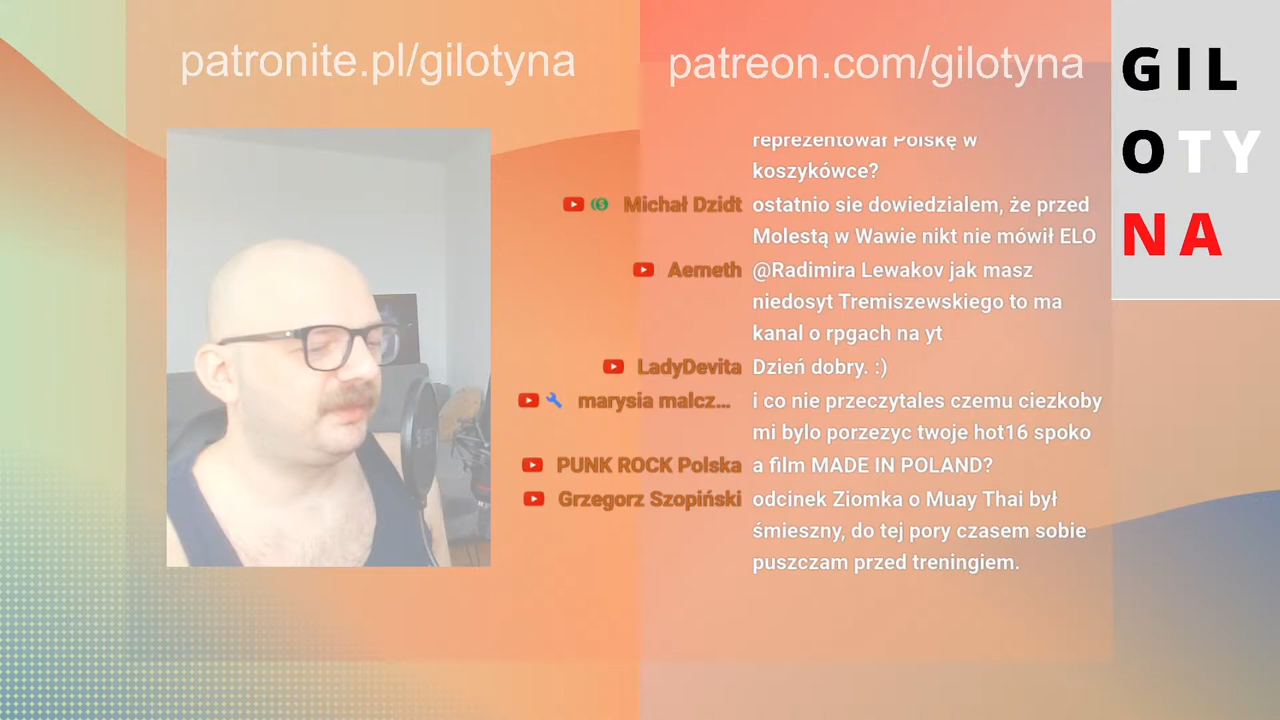 patronite.pl/gilotyna
patreon.com/gilotyna
GIL
OTY
NA
reprezentował Polskę w
koszykówce?
Michał Dzidt ostatnio sie dowiedzialem, że przed
Molestą w Wawie nikt nie mówił ELO
Aemeth @Radimira Lewakov jak masz
niedosyt Tremiszewskiego to ma
kanal o rpgach na yt
LadyDevita Dzień dobry. :)
marysia malcz... i co nie przeczytales czemu ciezkoby
mi bylo porzezyc twoje hot16 spoko
PUNK ROCK Polska a film MADE IN POLAND?
Grzegorz Szopiński odcinek Ziomka o Muay Thai był
śmieszny, do tej pory czasem sobie
puszczam przed treningiem.